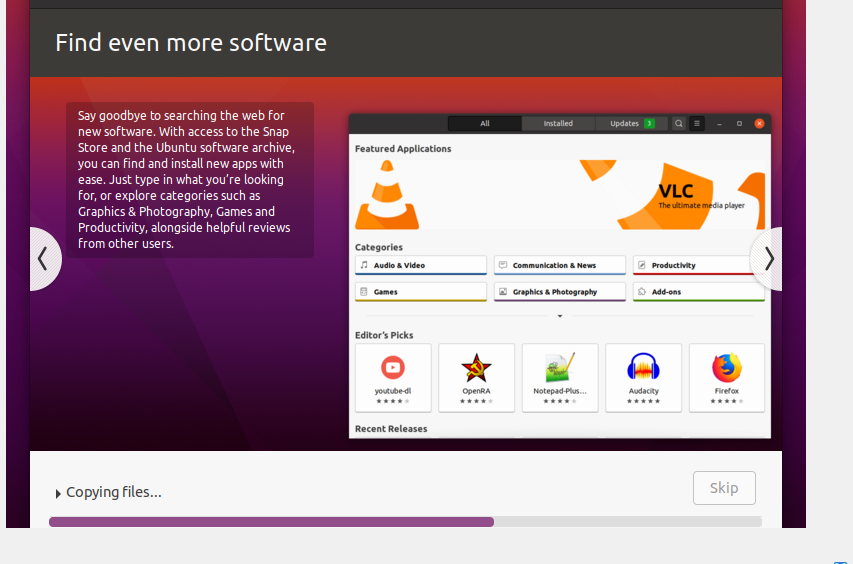 Find even more software
Say goodbye to searching the web for
new software. With access to the Snap
Store and the Ubuntu software archive,
you can find and install new apps with
ease. Just type in what you're looking
for, or explore categories such as
Graphics & Photography, Games and
Productivity, alongside helpful reviews
from other users.
All
Installed
Updates 3
Featured Applications
VLC
The ultimate media player
Categories
Audio & Video
Communication & News
Productivity
Games
Graphics & Photography
Add-ons
Editor's Picks
youtube-dl
OpenRA
Notepad-Plus...
Audacity
Firefox
Recent Releases
Copying files...
Skip